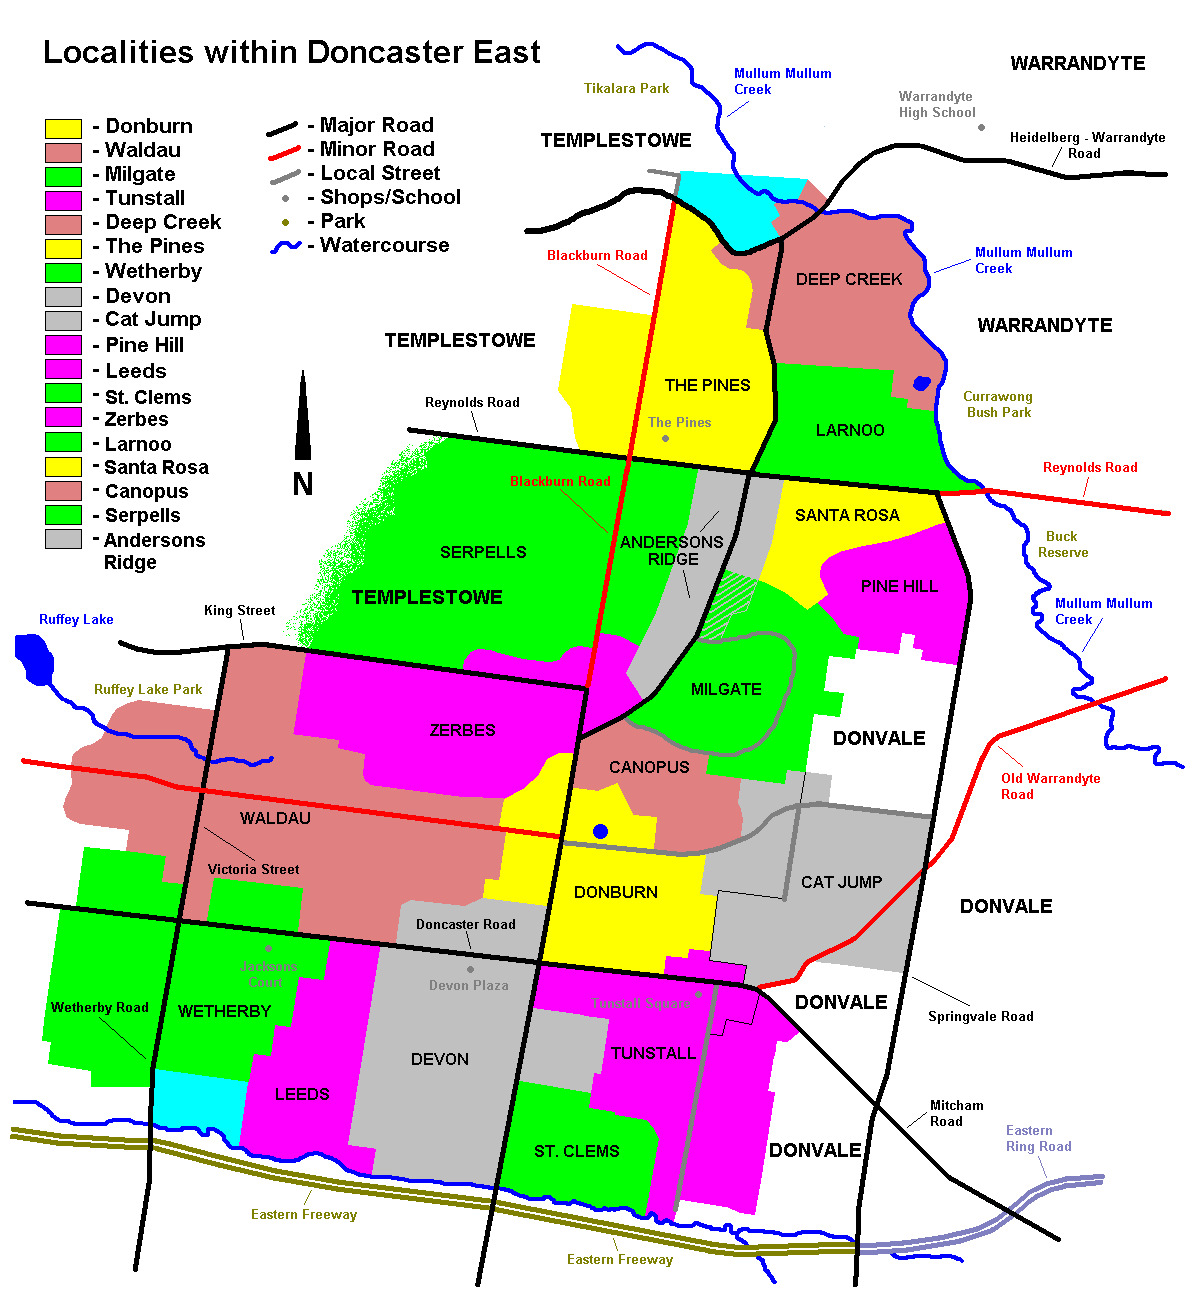 Localities within Doncaster East
- Donburn
- Waldau
- Milgate
- Tunstall
- Deep Creek
- The Pines
- Wetherby
- Devon
- Cat Jump
- Pine Hill
- Leeds
- St. Clems
- Zerbes
- Larnoo
- Santa Rosa
- Canopus
- Serpells
- Andersons
Ridge
- Major Road
- Minor Road
- Local Street
- Shops/School
- Park
- Watercourse
N
WARRANDYTE
Tikalara Park
Mullum Mullum
Creek
Warrandyte
High School
TEMPLESTOWE
Heidelberg - Warrandyte
Road
Blackburn Road
DEEP CREEK
Mullum Mullum
Creek
WARRANDYTE
TEMPLESTOWE
THE PINES
Reynolds Road
The Pines
LARNOO
Currawong
Bush Park
Reynolds Road
Blackburn Road
SANTA ROSA
ANDERSONS
RIDGE
SERPELLS
Buck
Reserve
PINE HILL
TEMPLESTOWE
King Street
Ruffey Lake
Mullum Mullum
Creek
Ruffey Lake Park
MILGATE
ZERBES
DONVALE
CANOPUS
Old Warrandyte
Road
WALDAU
Victoria Street
DONBURN
CAT JUMP
DONVALE
Doncaster Road
Jacksons
Court
Devon Plaza
Tunstall Square
DONVALE
Wetherby Road
WETHERBY
Springvale Road
DEVON
TUNSTALL
LEEDS
Mitcham
Road
ST. CLEMS
DONVALE
Eastern
Ring Road
Eastern Freeway
Eastern Freeway